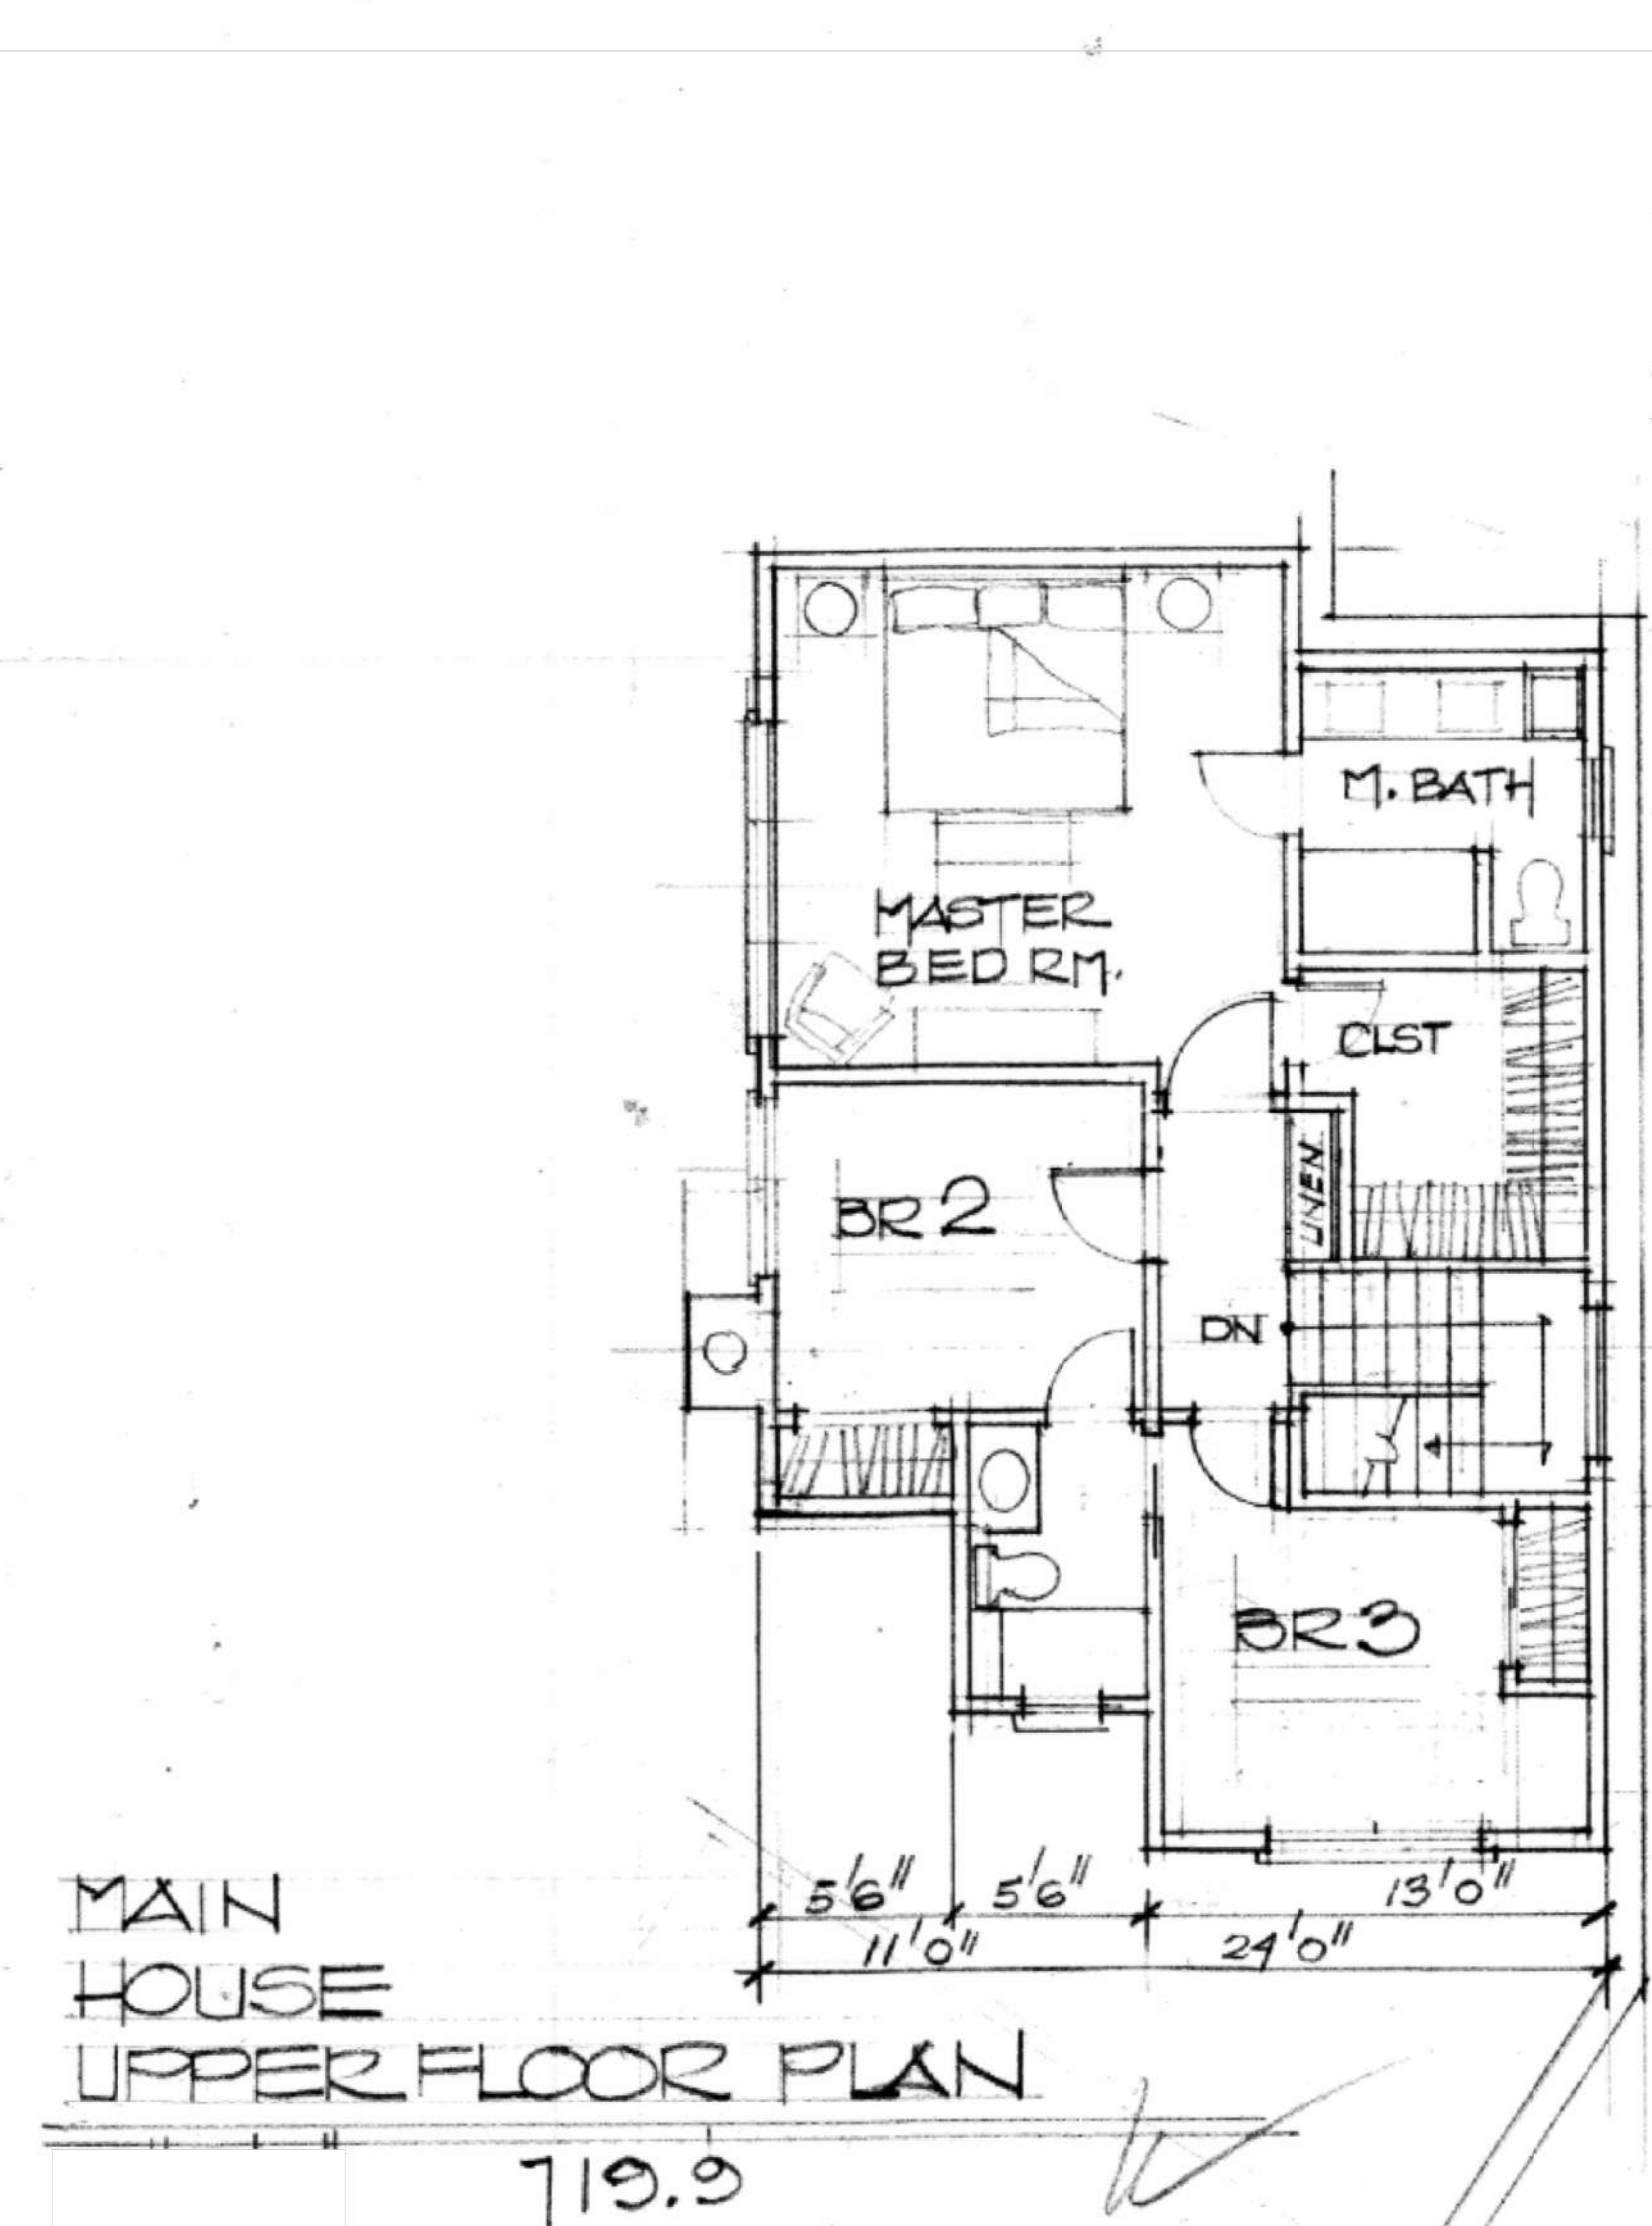 M. BATH
MASTER
BED RM.
CLST
LINEN
BR 2
DN
BR 3
5'6" 5'6" 13'0"
11'0" 24'0"
MAIN
HOUSE
UPPER FLOOR PLAN
719.9